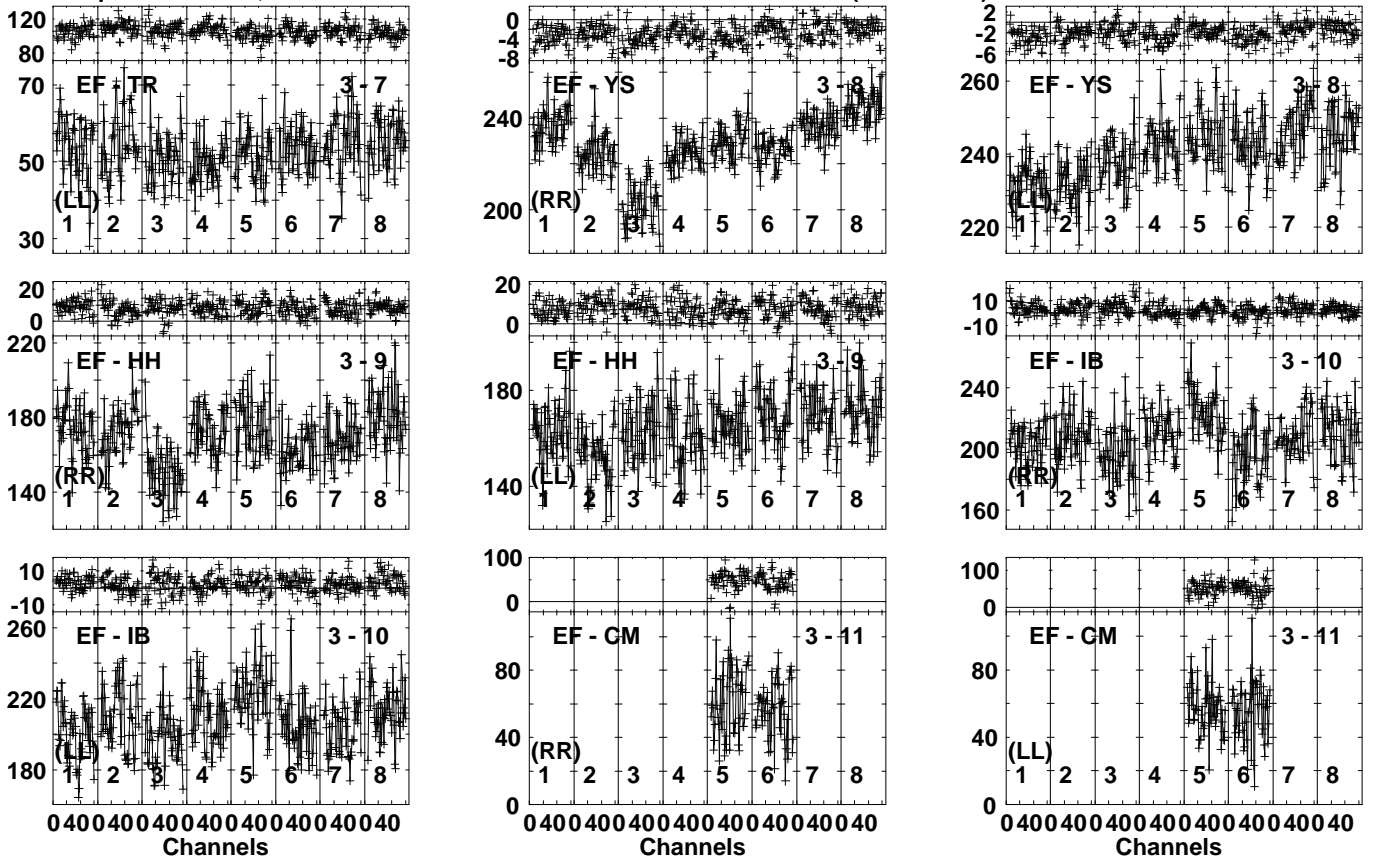 120 0 2
80 -4 -2
-8 -6
70 EF - TR 3 - 7 EF - YS 3 - 8 260 EF - YS 3 - 8
240
50 240
(LL) (RR) (LL)
200
30 1 2 3 4 5 6 7 8 1 2 3 4 5 6 7 8 220 1 2 3 4 5 6 7 8
20 20 10
0 0 -10
220 EF - HH 3 - 9 EF - HH 3 - 9 EF - IB 3 - 10
180 180 240
200
(RR) (LL) (RR)
140 1 2 3 4 5 6 7 8 140 1 2 3 4 5 6 7 8 160 1 2 3 4 5 6 7 8
10 100 100
-10 0 0
260 EF - IB 3 - 10 EF - CM 3 - 11 EF - CM 3 - 11
220 80 80
(LL) 40 (RR) 40 (LL)
180 1 2 3 4 5 6 7 8 1 2 3 4 5 6 7 8 1 2 3 4 5 6 7 8
0 0
0 40 0 40 0 40 0 40 0 40 0 40 0 40 0 40 0 40 0 40 0 40 0 40 0 40 0 40 0 40 0 40 0 40 0 40 0 40 0 40 0 40 0 40 0 40 0 40
Channels Channels Channels